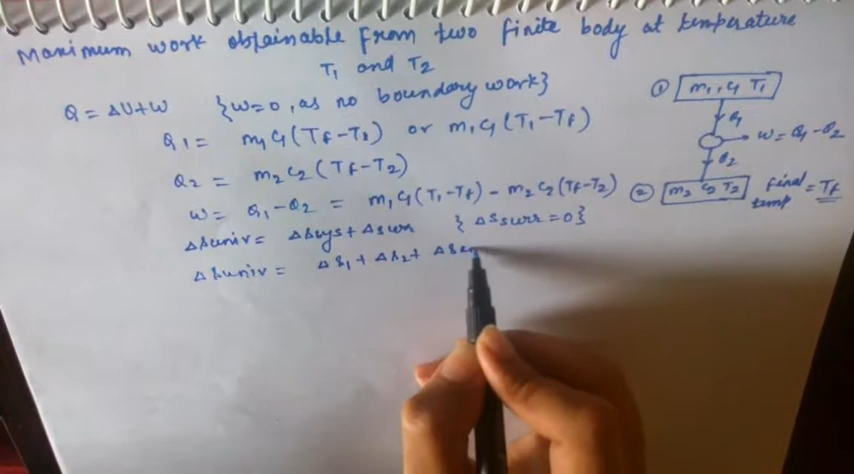 Maximum work obtainable from two finite body at temperature
T1 and T2
Q = ΔU+W {W=0, as no boundary work}
Q1 = m1c1(Tf-T1) or m1c1(T1-Tf)
Q2 = m2c2(Tf-T2)
W = Q1-Q2 = m1c1(T1-Tf) - m2c2(Tf-T2)
ΔSuniv = ΔSsys + ΔSsurr {ΔSsurr = 0}
ΔSuniv = ΔS1 + ΔS2 +
① m1, c1 T1
Q1
W = Q1-Q2
Q2
② m2 c2 T2 final temp = Tf